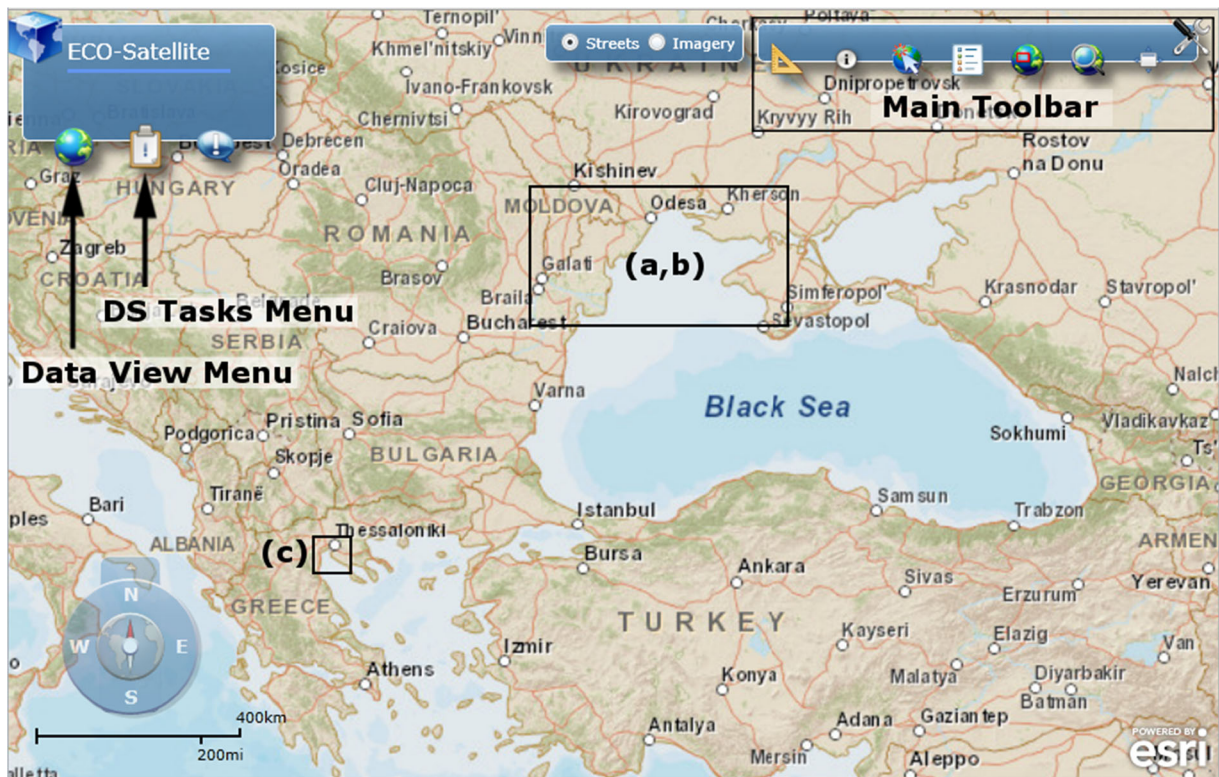 Ternopil'
Khmel'nitskiy
Vinn
ECO-Satellite
Streets
Imagery
UKRAINE
Ivano-Frankovsk
Dnipropetrovsk
Kirovograd
Main Toolbar
Chernivtsi
Kryvyy Rih
Rostov
na Donu
Debrecen
Oradea
Graz
HUNGARY
Cluj-Napoca
Kishinev
MOLDOVA
Odesa
Kherson
ROMANIA
Zagreb
CROATIA
Brasov
Galati
(a,b)
Braila
Simferopol'
Krasnodar
Stavropol'
DS Tasks Menu
Craiova
Bucharest
Sevastopol
SERBIA
Data View Menu
Varna
Black Sea
Pristina
Sofia
Podgorica
Skopje
BULGARIA
Sokhumi
Vladikavkaz
GEORGIA
Tiranë
Bari
Istanbul
Samsun
Trabzon
Thessaloniki
ALBANIA
(c)
Bursa
Ankara
Sivas
Erzurum
ARMEN
Yerevan
GREECE
TURKEY
N
W
E
S
Izmir
Kayseri
Elazig
Van
Athens
Konya
Malatya
Diyarbakir
Batman
400km
200mi
Antalya
Adana
Gaziantep
Mersin
Aleppo
POWERED BY
esri